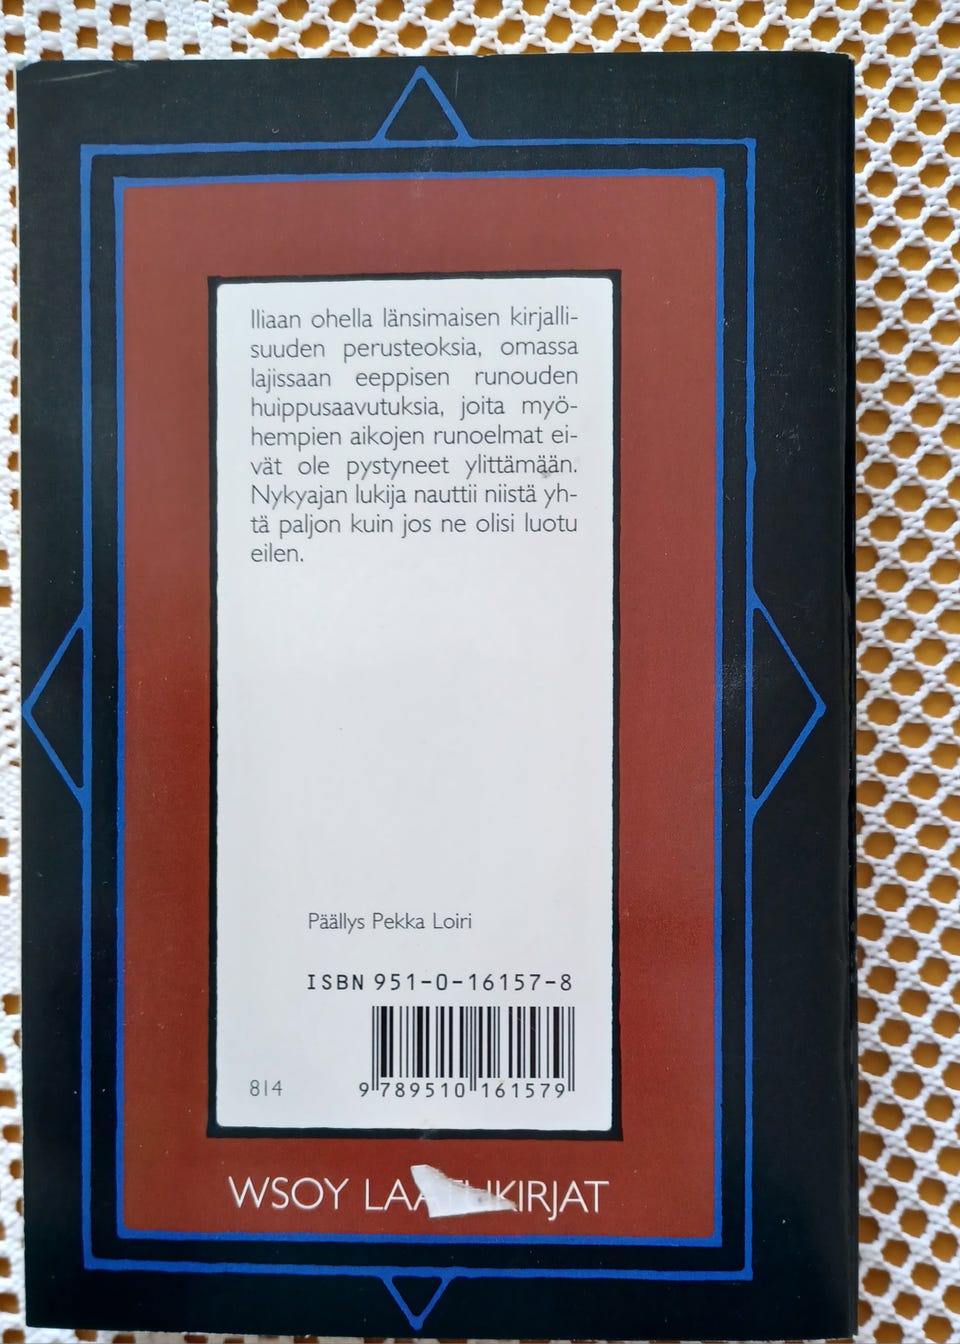 Iliaan ohella länsimaisen kirjalli-
suuden perusteoksia, omassa
lajissaan eeppisen runouden
huippusaavutuksia, joita myö-
hempien aikojen runoelmat ei-
vät ole pystyneet ylittämään.
Nykyajan lukija nauttii niistä yh-
tä paljon kuin jos ne olisi luotu
eilen.
Päällys Pekka Loiri
ISBN 951-0-16157-8
814
9 789510 161579
WSOY LAATUKIRJAT